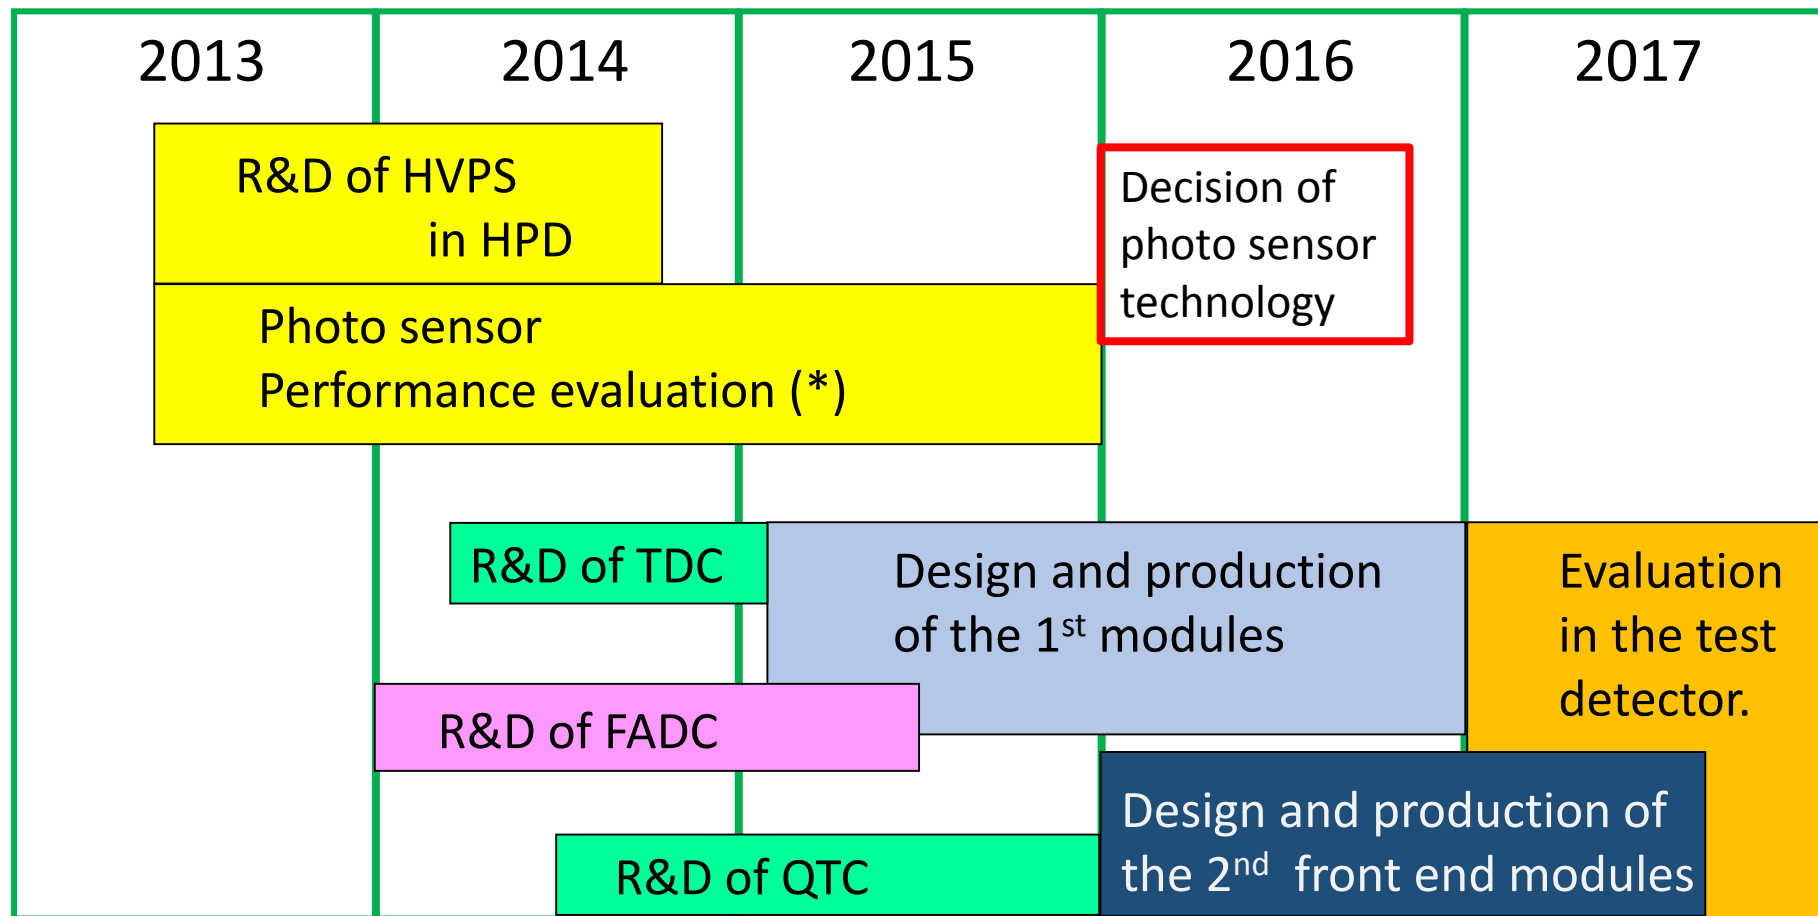 2013 2014 2015 2016 2017
R&D of HVPS
in HPD
Decision of
photo sensor
technology
Photo sensor
Performance evaluation (*)
R&D of TDC
Design and production
of the 1st modules
Evaluation
in the test
detector.
R&D of FADC
Design and production of
the 2nd front end modules
R&D of QTC